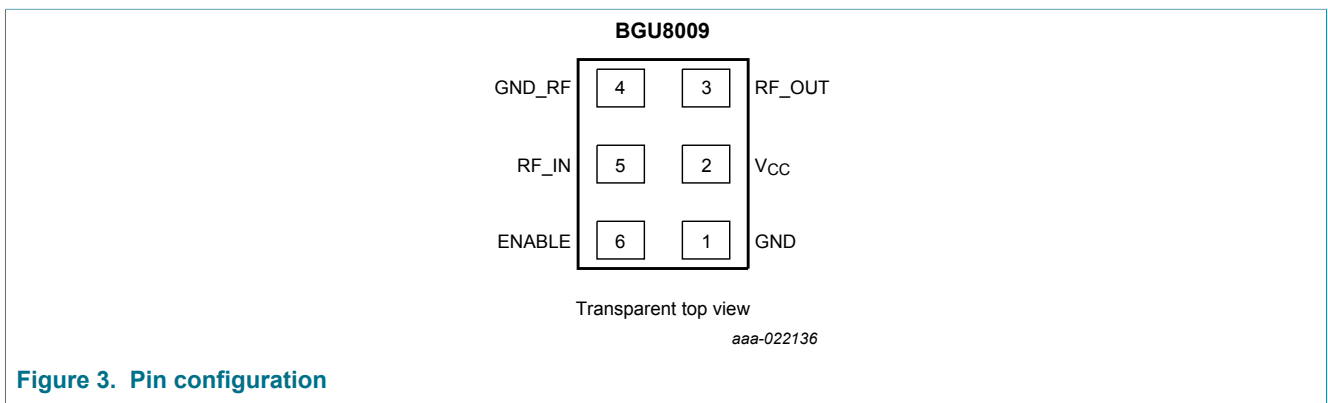 BGU8009
GND_RF 4 3 RF_OUT
RF_IN 5 2 VCC
ENABLE 6 1 GND
Transparent top view
aaa-022136
Figure 3. Pin configuration